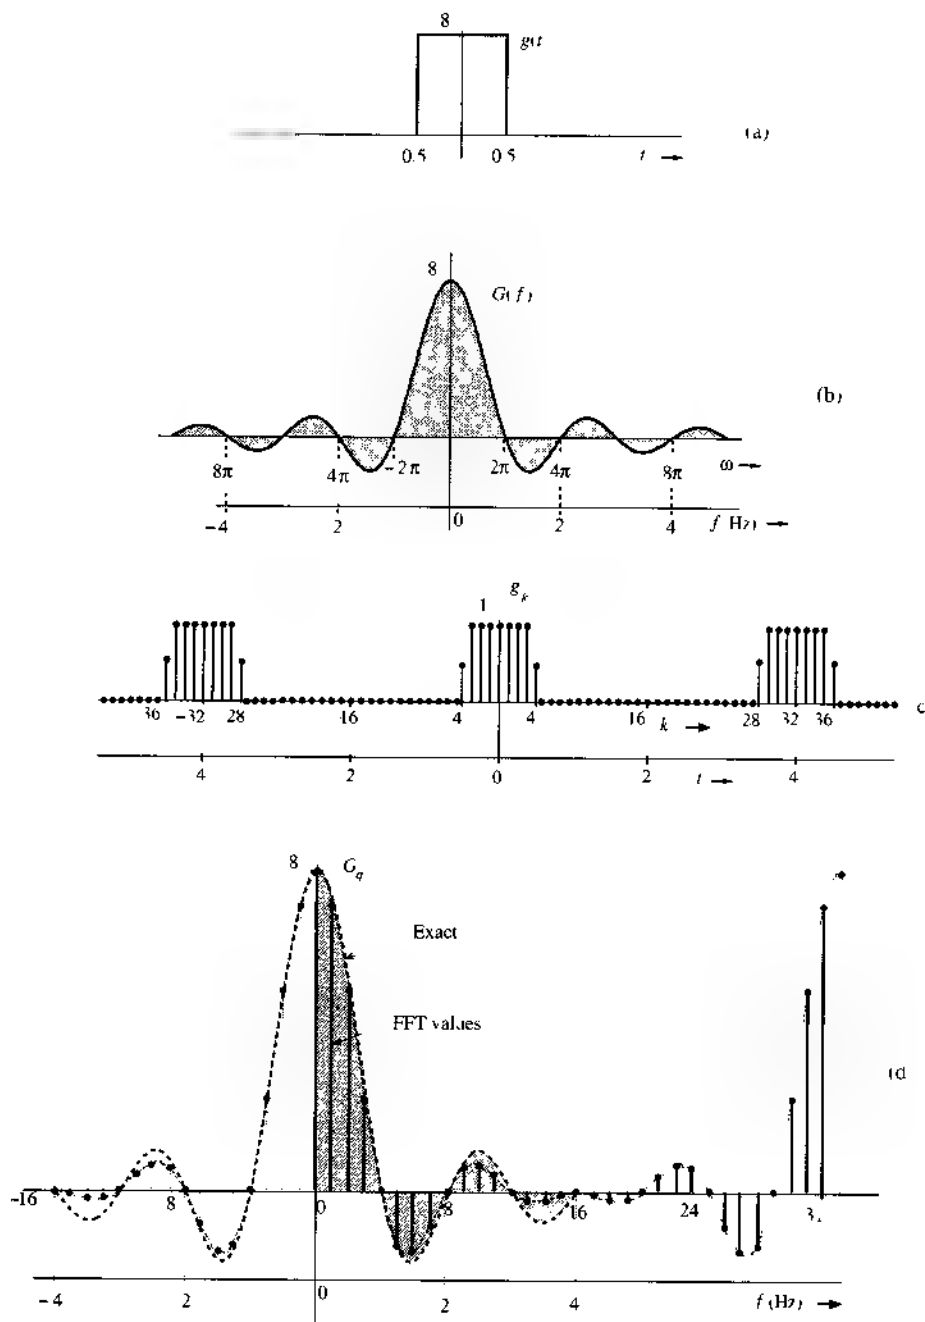 8
g(t
(a)
0.5 0.5 t
8
G(f)
(b)
8π 4π -2π 2π 4π 8π ω
-4 2 0 2 4 f Hz)
g k
1
36 -32 28 16 4 4 16 k 28 32 36 c
4 2 0 2 t 4
8 G q
Exact
FFT values
(d
-16 8 0 8 16 24
-4 2 0 2 4 f (Hz)